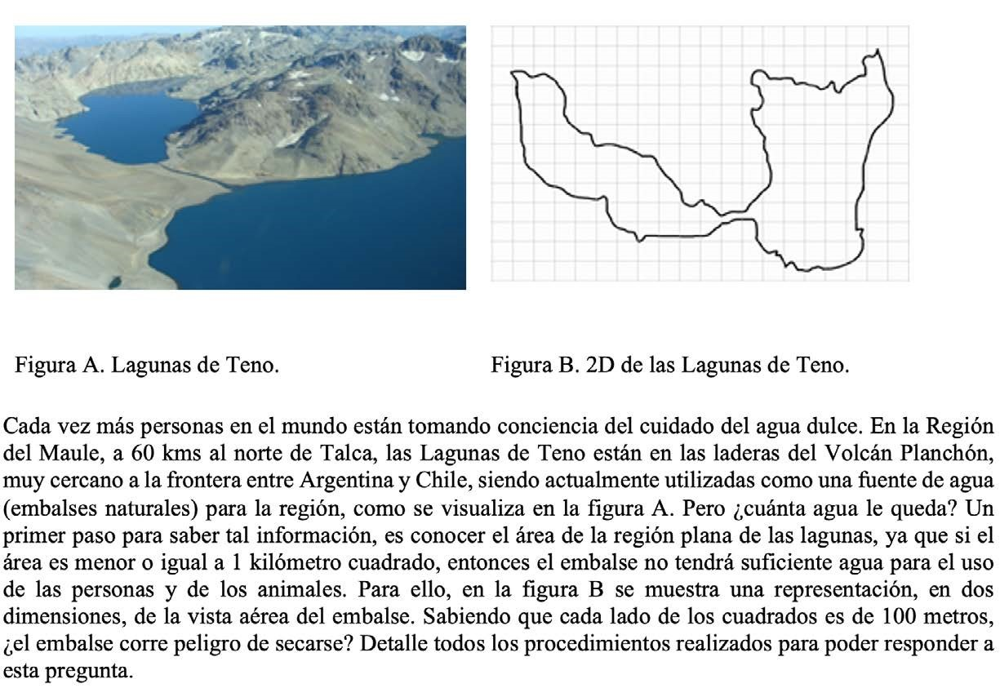 Figura A. Lagunas de Teno.
Figura B. 2D de las Lagunas de Teno.
Cada vez más personas en el mundo están tomando conciencia del cuidado del agua dulce. En la Región
del Maule, a 60 kms al norte de Talca, las Lagunas de Teno están en las laderas del Volcán Planchón,
muy cercano a la frontera entre Argentina y Chile, siendo actualmente utilizadas como una fuente de agua
(embalses naturales) para la región, como se visualiza en la figura A. Pero ¿cuánta agua le queda? Un
primer paso para saber tal información, es conocer el área de la región plana de las lagunas, ya que si el
área es menor o igual a 1 kilómetro cuadrado, entonces el embalse no tendrá suficiente agua para el uso
de las personas y de los animales. Para ello, en la figura B se muestra una representación, en dos
dimensiones, de la vista aérea del embalse. Sabiendo que cada lado de los cuadrados es de 100 metros,
¿el embalse corre peligro de secarse? Detalle todos los procedimientos realizados para poder responder a
esta pregunta.